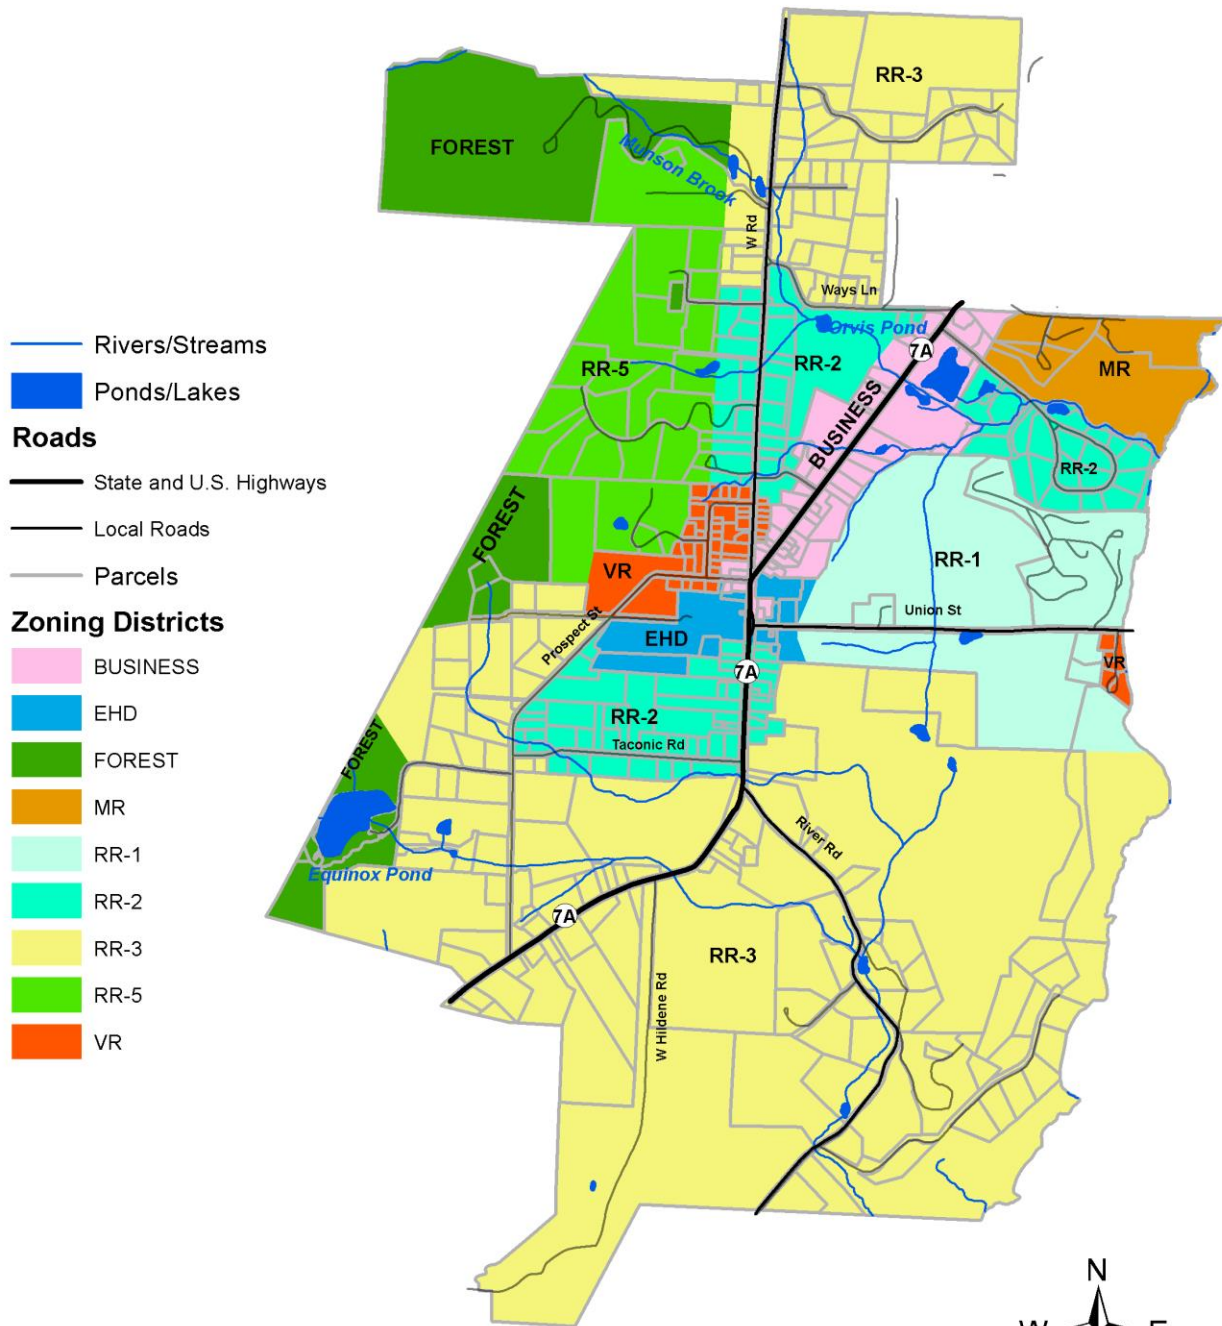 Rivers/Streams
Ponds/Lakes
Roads
State and U.S. Highways
Local Roads
Parcels
Zoning Districts
BUSINESS
EHD
FOREST
MR
RR-1
RR-2
RR-3
RR-5
VR
RR-3
FOREST
Munson Brook
W Rd
Ways Ln
Orvis Pond
7A
RR-5
RR-2
MR
BUSINESS
RR-2
FOREST
VR
RR-1
Union St
Prospect St
EHD
VR
7A
RR-2
Taconic Rd
FOREST
River Rd
Equinox Pond
7A
RR-3
W Hildene Rd
N
W E